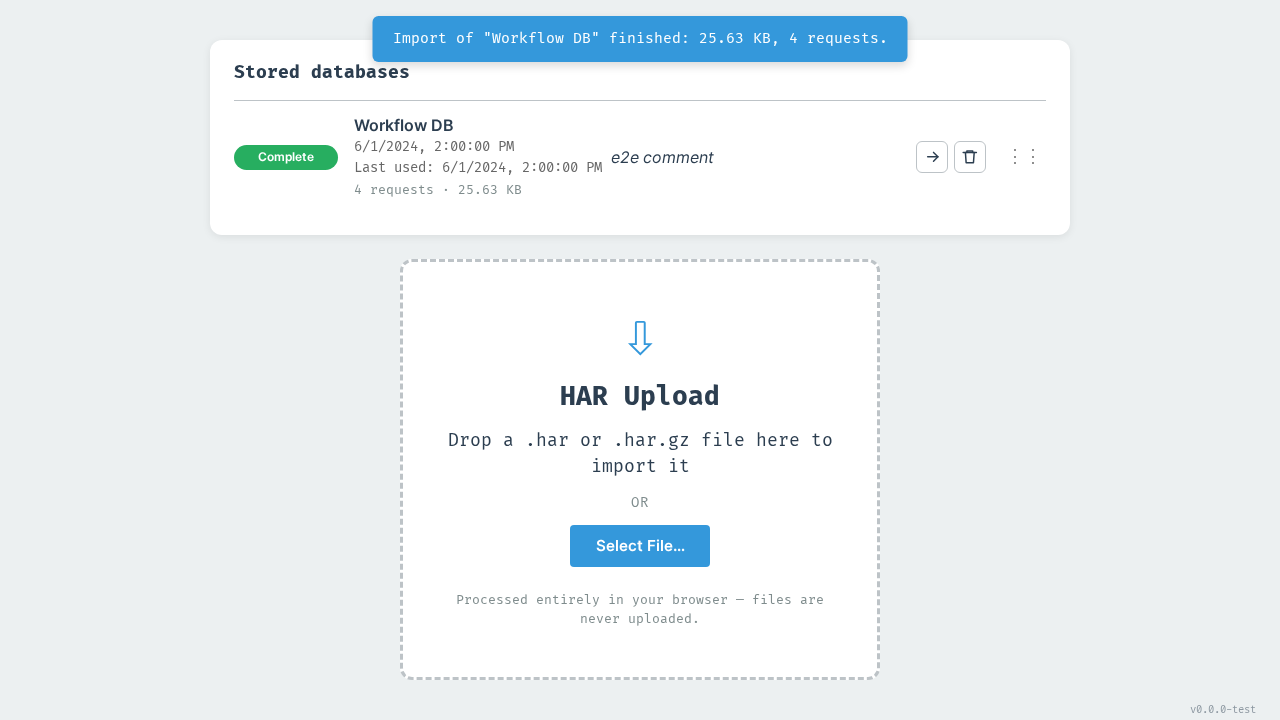 Import of "Workflow DB" finished: 25.63 KB, 4 requests.
Stored databases
Complete
Workflow DB
6/1/2024, 2:00:00 PM
Last used: 6/1/2024, 2:00:00 PM
4 requests · 25.63 KB
e2e comment
HAR Upload
Drop a .har or .har.gz file here to
import it
OR
Select File…
Processed entirely in your browser — files are
never uploaded.
v0.0.0-test